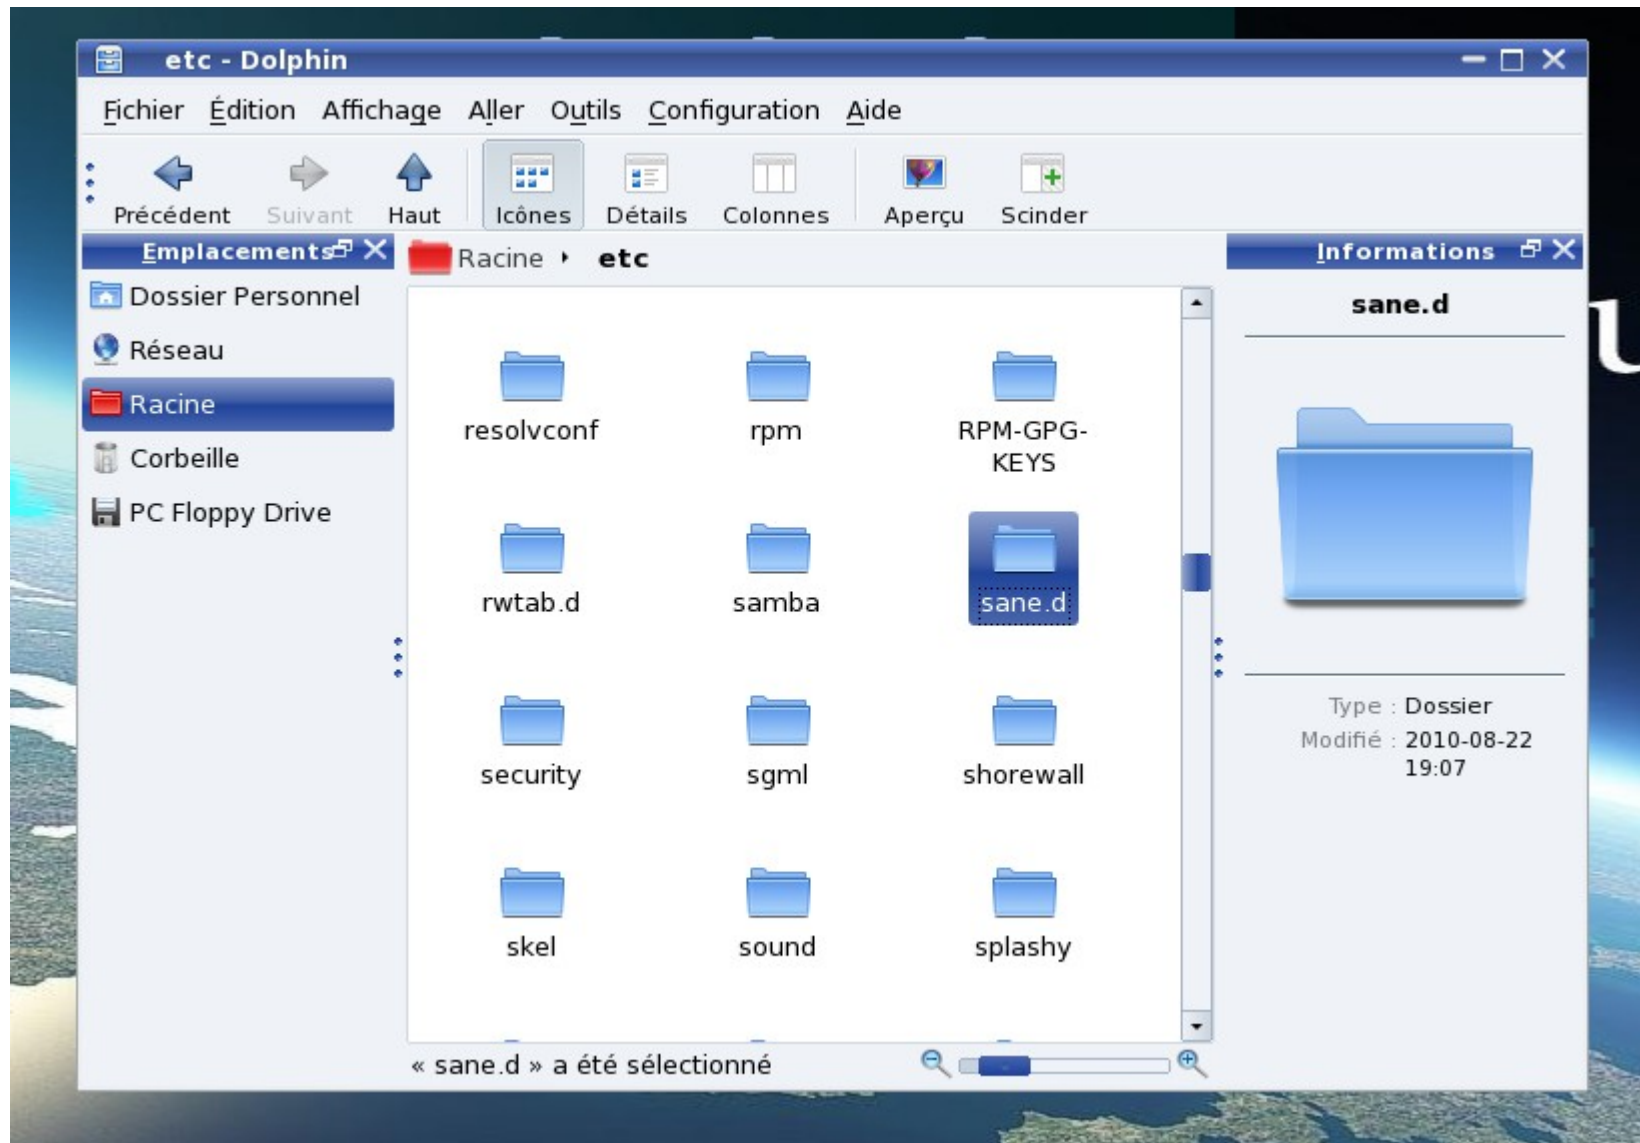 etc - Dolphin
Fichier Édition Affichage Aller Outils Configuration Aide
Précédent Suivant Haut Icônes Détails Colonnes Aperçu Scinder
Emplacements
Dossier Personnel
Réseau
Racine
Corbeille
PC Floppy Drive
Racine etc
resolvconf rpm RPM-GPG-
KEYS
rwtab.d samba sane.d
security sgml shorewall
skel sound splashy
« sane.d » a été sélectionné
Informations
sane.d
Type : Dossier
Modifié : 2010-08-22
19:07